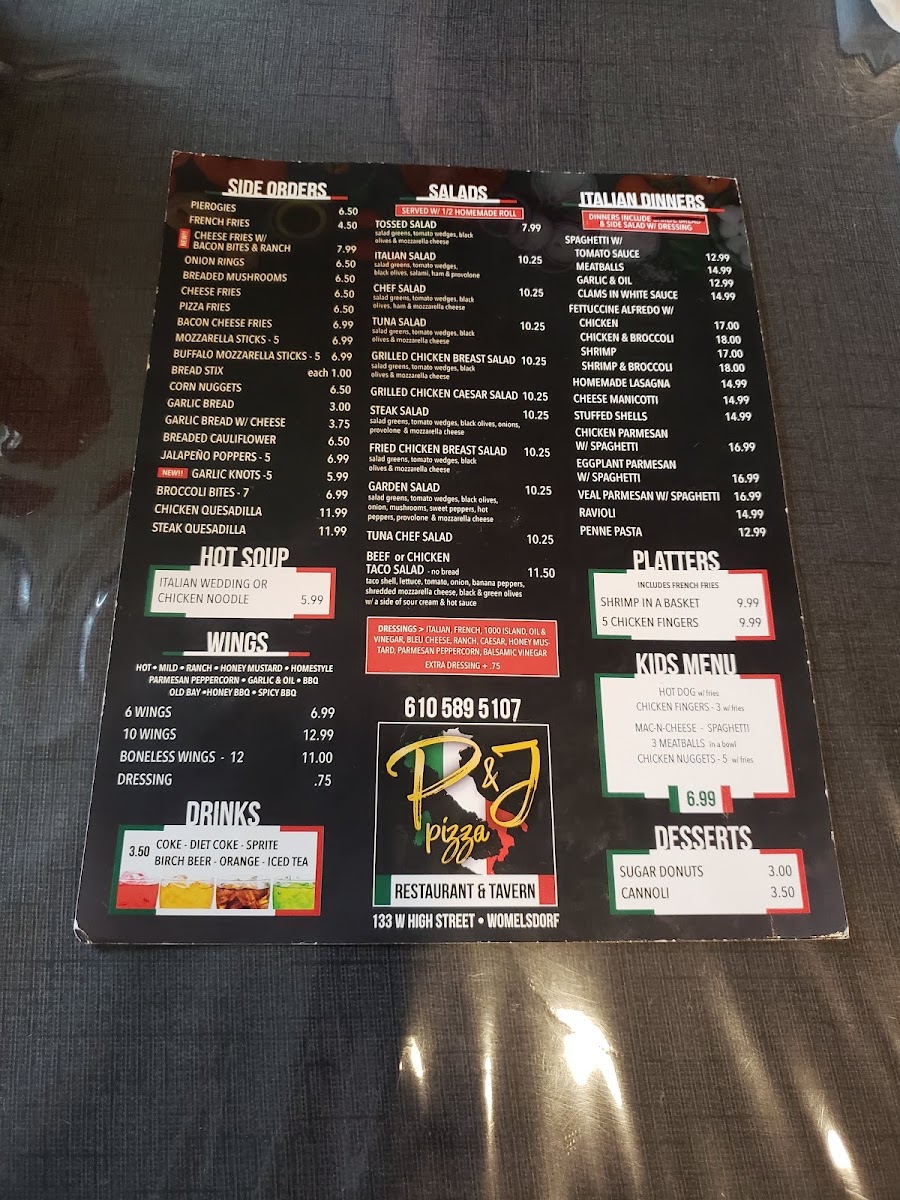 SIDE ORDERS
PIEROGIES 6.50
FRENCH FRIES 4.50
NEW!! CHEESE FRIES W/
BACON BITES & RANCH 7.99
ONION RINGS 6.50
BREADED MUSHROOMS 6.50
CHEESE FRIES 6.50
PIZZA FRIES 6.50
BACON CHEESE FRIES 6.99
MOZZARELLA STICKS - 5 6.99
BUFFALO MOZZARELLA STICKS - 5 6.99
BREAD STIX each 1.00
CORN NUGGETS 6.50
GARLIC BREAD 3.00
GARLIC BREAD W/ CHEESE 3.75
BREADED CAULIFLOWER 6.50
JALAPEÑO POPPERS - 5 6.99
NEW!! GARLIC KNOTS -5 5.99
BROCCOLI BITES - 7 6.99
CHICKEN QUESADILLA 11.99
STEAK QUESADILLA 11.99
HOT SOUP
ITALIAN WEDDING OR
CHICKEN NOODLE 5.99
WINGS
HOT • MILD • RANCH • HONEY MUSTARD • HOMESTYLE
PARMESAN PEPPERCORN • GARLIC & OIL • BBQ
OLD BAY •HONEY BBQ • SPICY BBQ
6 WINGS 6.99
10 WINGS 12.99
BONELESS WINGS - 12 11.00
DRESSING .75
DRINKS
3.50 COKE - DIET COKE - SPRITE
BIRCH BEER - ORANGE - ICED TEA
SALADS
SERVED W/ 1/2 HOMEMADE ROLL
TOSSED SALAD 7.99
salad greens, tomato wedges, black
olives & mozzarella cheese
ITALIAN SALAD 10.25
salad greens, tomato wedges,
black olives, salami, ham & provolone
CHEF SALAD 10.25
salad greens, tomato wedges, black
olives, ham & mozzarella cheese
TUNA SALAD 10.25
salad greens, tomato wedges, black
olives & mozzarella cheese
GRILLED CHICKEN BREAST SALAD 10.25
salad greens, tomato wedges, black
olives & mozzarella cheese
GRILLED CHICKEN CAESAR SALAD 10.25
STEAK SALAD 10.25
salad greens, tomato wedges, black olives, onions,
provolone & mozzarella cheese
FRIED CHICKEN BREAST SALAD 10.25
salad greens, tomato wedges, black
olives & mozzarella cheese
GARDEN SALAD 10.25
salad greens, tomato wedges, black olives,
onion, mushrooms, sweet peppers, hot
peppers, provolone & mozzarella cheese
TUNA CHEF SALAD 10.25
BEEF or CHICKEN
TACO SALAD - no bread 11.50
taco shell, lettuce, tomato, onion, banana peppers,
shredded mozzarella cheese, black & green olives
w/ a side of sour cream & hot sauce
DRESSINGS > ITALIAN, FRENCH, 1000 ISLAND, OIL &
VINEGAR, BLEU CHEESE, RANCH, CAESAR, HONEY MUS-
TARD, PARMESAN PEPPERCORN, BALSAMIC VINEGAR
EXTRA DRESSING + .75
610 589 5107
P & J
pizza
RESTAURANT & TAVERN
133 W HIGH STREET • WOMELSDORF
ITALIAN DINNERS
DINNERS INCLUDE
& SIDE SALAD W/ DRESSING
SPAGHETTI W/
TOMATO SAUCE 12.99
MEATBALLS 14.99
GARLIC & OIL 12.99
CLAMS IN WHITE SAUCE 14.99
FETTUCCINE ALFREDO W/
CHICKEN 17.00
CHICKEN & BROCCOLI 18.00
SHRIMP 17.00
SHRIMP & BROCCOLI 18.00
HOMEMADE LASAGNA 14.99
CHEESE MANICOTTI 14.99
STUFFED SHELLS 14.99
CHICKEN PARMESAN
W/ SPAGHETTI 16.99
EGGPLANT PARMESAN
W/ SPAGHETTI 16.99
VEAL PARMESAN W/ SPAGHETTI 16.99
RAVIOLI 14.99
PENNE PASTA 12.99
PLATTERS
INCLUDES FRENCH FRIES
SHRIMP IN A BASKET 9.99
5 CHICKEN FINGERS 9.99
KIDS MENU
HOT DOG w/ fries
CHICKEN FINGERS - 3 w/ fries
MAC-N-CHEESE - SPAGHETTI
3 MEATBALLS in a bowl
CHICKEN NUGGETS - 5 w/ fries
6.99
DESSERTS
SUGAR DONUTS 3.00
CANNOLI 3.50